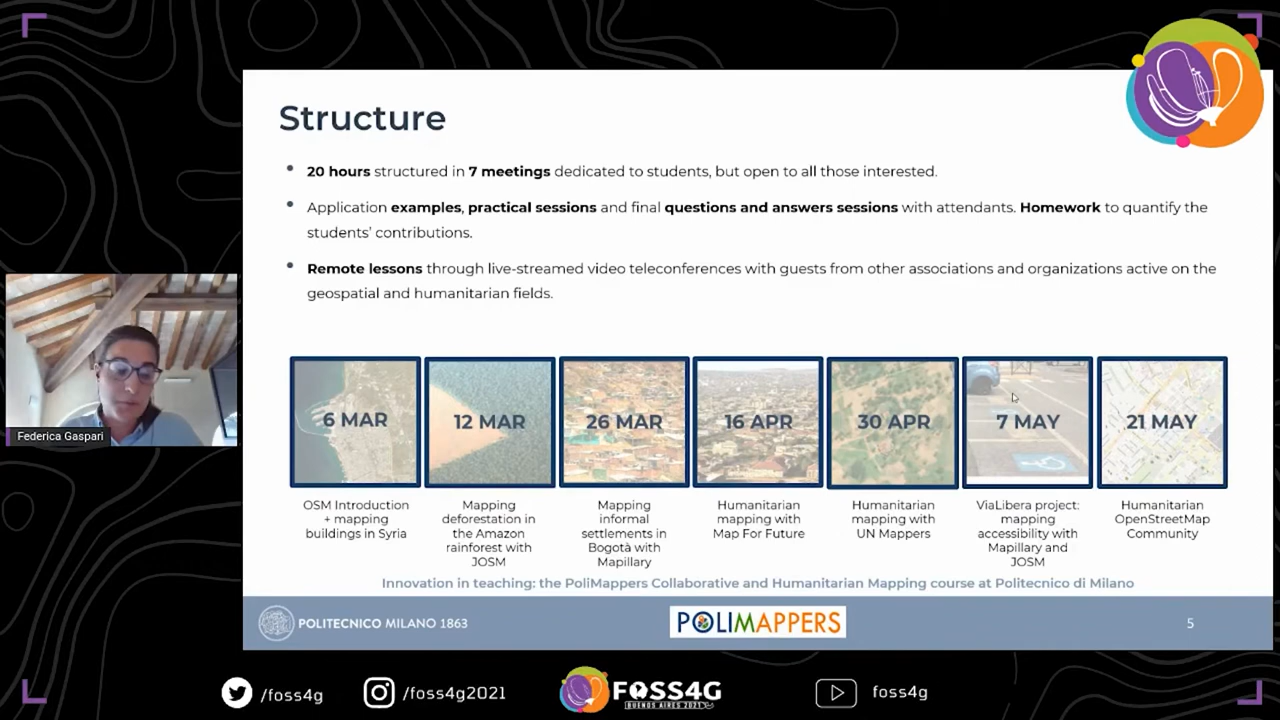 Structure
20 hours structured in 7 meetings dedicated to students, but open to all those interested.
Application examples, practical sessions and final questions and answers sessions with attendants. Homework to quantify the
students' contributions.
Remote lessons through live-streamed video teleconferences with guests from other associations and organizations active on the
geospatial and humanitarian fields.
Federica Gaspari
6 MAR
12 MAR
26 MAR
16 APR
30 APR
7 MAY
21 MAY
OSM Introduction
+ mapping
buildings in Syria
Mapping
deforestation in
the Amazon
rainforest with
JOSM
Mapping
informal
settlements in
Bogotà with
Mapillary
Humanitarian
mapping with
Map For Future
Humanitarian
mapping with
UN Mappers
ViaLibera project:
mapping
accessibility with
Mapillary and
JOSM
Humanitarian
OpenStreetMap
Community
Innovation in teaching: the PoliMappers Collaborative and Humanitarian Mapping course at Politecnico di Milano
POLITECNICO MILANO 1863
POLIMAPPERS
5
/foss4g
/foss4g2021
FOSS4G
BUENOS AIRES 2021
foss4g